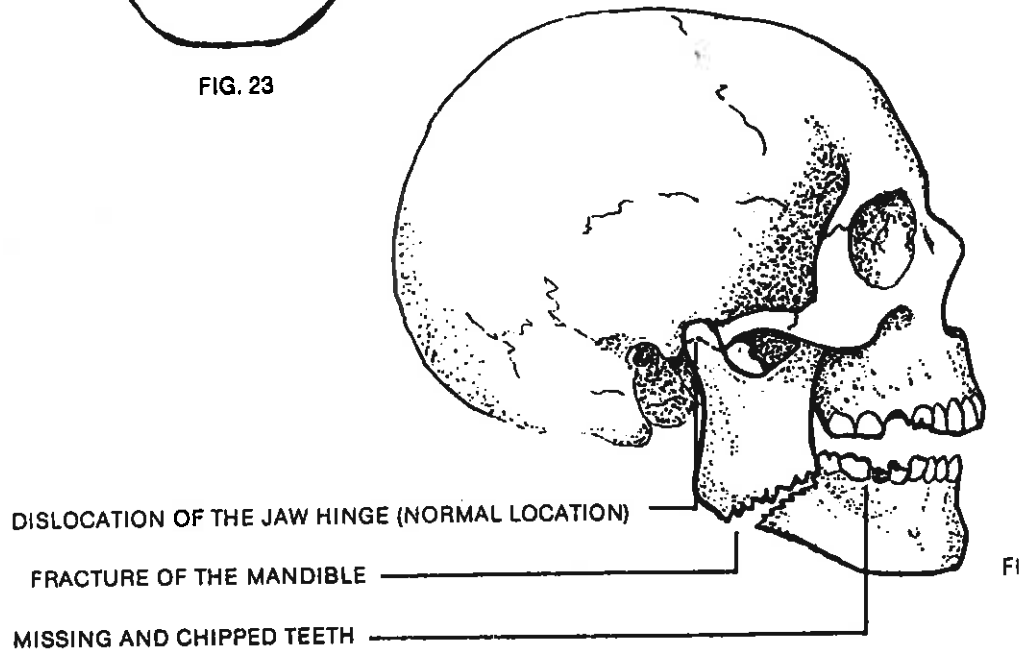 FIG. 23
DISLOCATION OF THE JAW HINGE (NORMAL LOCATION)
FRACTURE OF THE MANDIBLE
MISSING AND CHIPPED TEETH